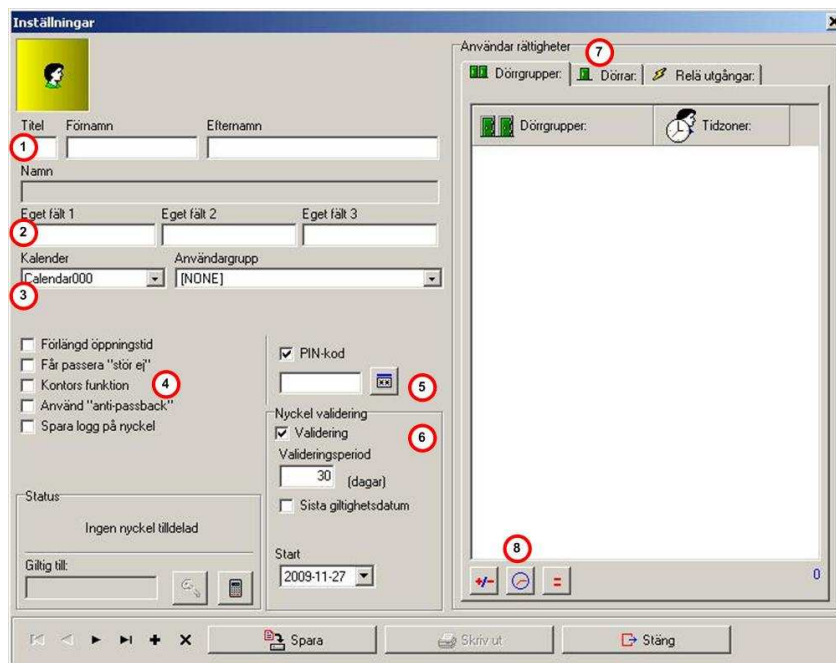 Inställningar
Titel Förnamn Efternamn
1
Namn
Eget fält 1 Eget fält 2 Eget fält 3
2
Kalender Användargrupp
Calendar000 [NONE]
3
Förlängd öppningstid
Får passera "stör ej"
Kontors funktion
4
Använd "anti-passback"
Spara logg på nyckel
PIN-kod
5
Nyckel validering
Validering
6
Valideringsperiod
30 (dagar)
Sista giltighetsdatum
Start
2009-11-27
Status
Ingen nyckel tilldelad
Giltig till:
Användar rättigheter
7
Dörrgrupper: Dörrar: Relä utgångar:
Dörrgrupper: Tidzoner:
8
+/- = 0
Spara Skriv ut Stäng